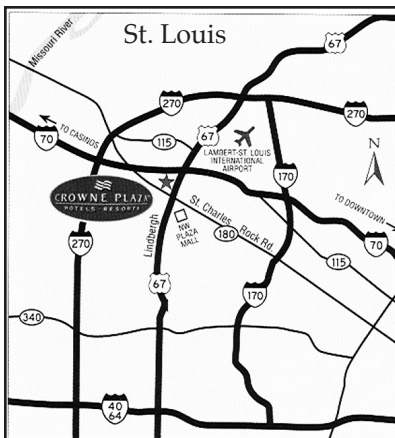 St. Louis
Missouri River
67
270
270
TO CASINOS
70
115
67
LAMBERT-ST. LOUIS
INTERNATIONAL
AIRPORT
N
170
CROWNE PLAZA
HOTELS · RESORTS
TO DOWNTOWN
Lindbergh
St. Charles Rock Rd
NW
PLAZA
MALL
180
270
70
115
67
170
340
40
64